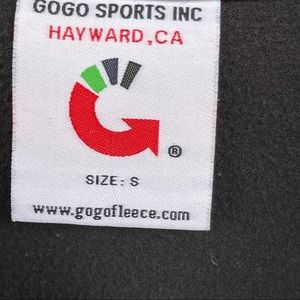 GOGO SPORTS INC
HAYWARD,CA
®
SIZE: S
www.gogofleece.com